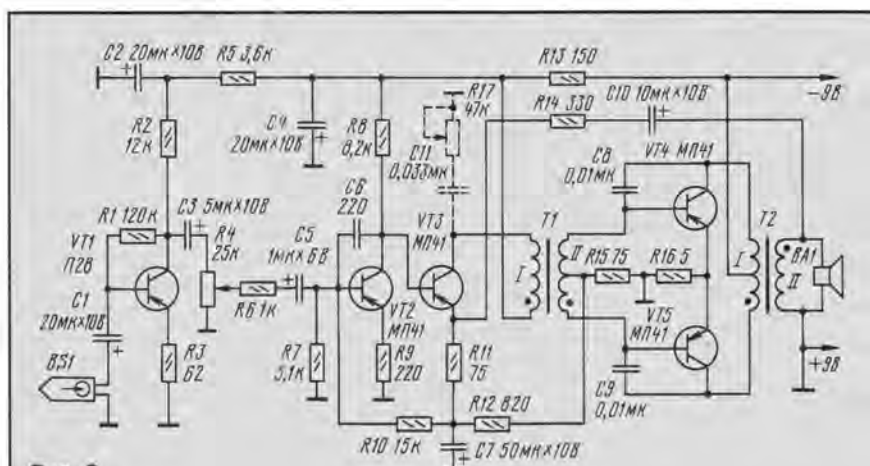 C2 20мк×10В
R5 3,6к
R13 150
-9В
R14 330
C10 10мк×10В
R17
47к
R2
12к
C4
20мк×10В
R8
8,2к
C11
0,033мк
C8
0,01мк
VT4 МП41
R1 120к
C3 5мк×10В
C6
220
VT3
МП41
T1
T2
VT1
П28
R4
25к
C5
1мк×6В
I
II
R15 75
R16 5
I
II
BA1
C1
20мк×10В
R6 1к
VT2
МП41
VT5
МП41
BS1
R3
62
R7
5,1к
R9
220
R11
75
C9
0,01мк
+9В
R12 820
R10 15к
C7 50мк×10В